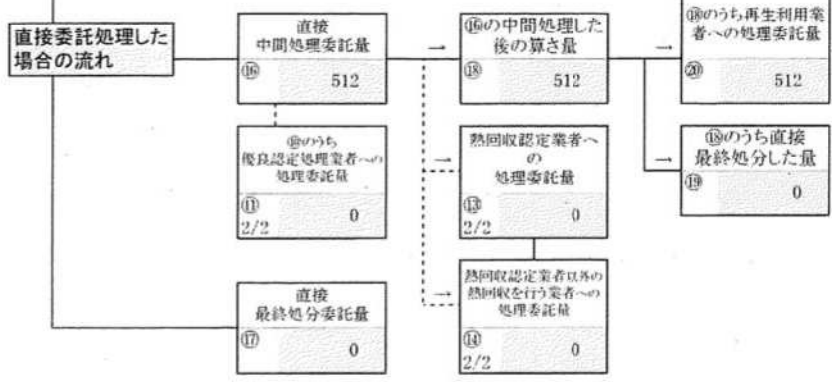 直接委託処理した
場合の流れ
直接
中間処理委託量
⑯
512
→
⑯の中間処理した
後の算さ量
⑱
512
→
⑱のうち再生利用業
者への処理委託量
⑳
512
→
⑱のうち直接
最終処分した量
⑲
0
⑩のうち
優良認定処理業者への
処理委託量
⑪
2/2
0
→
熱回収認定業者へ
の
処理委託量
⑬
2/2
0
→
熱回収認定業者以外の
熱回収を行う業者への
処理委託量
⑭
2/2
0
直接
最終処分委託量
⑰
0